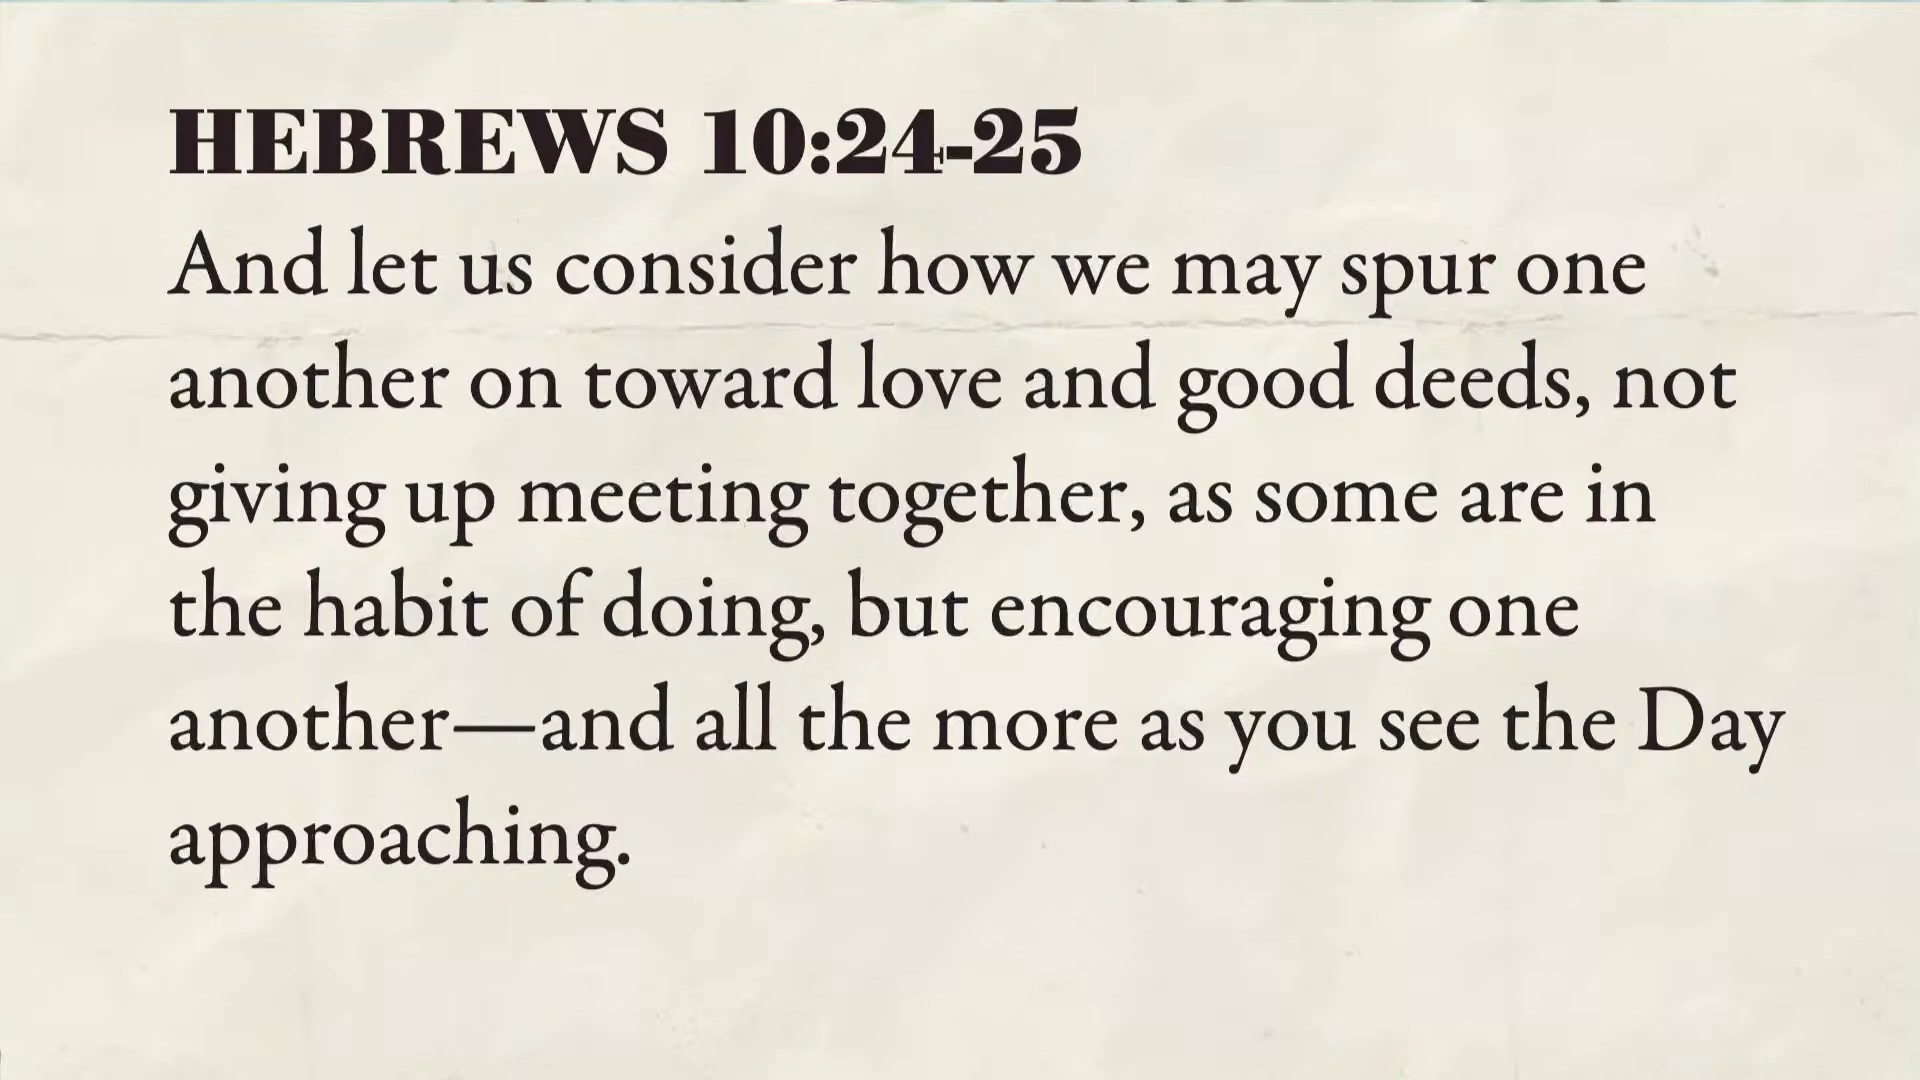 HEBREWS 10:24-25
And let us consider how we may spur one
another on toward love and good deeds, not
giving up meeting together, as some are in
the habit of doing, but encouraging one
another—and all the more as you see the Day
approaching.